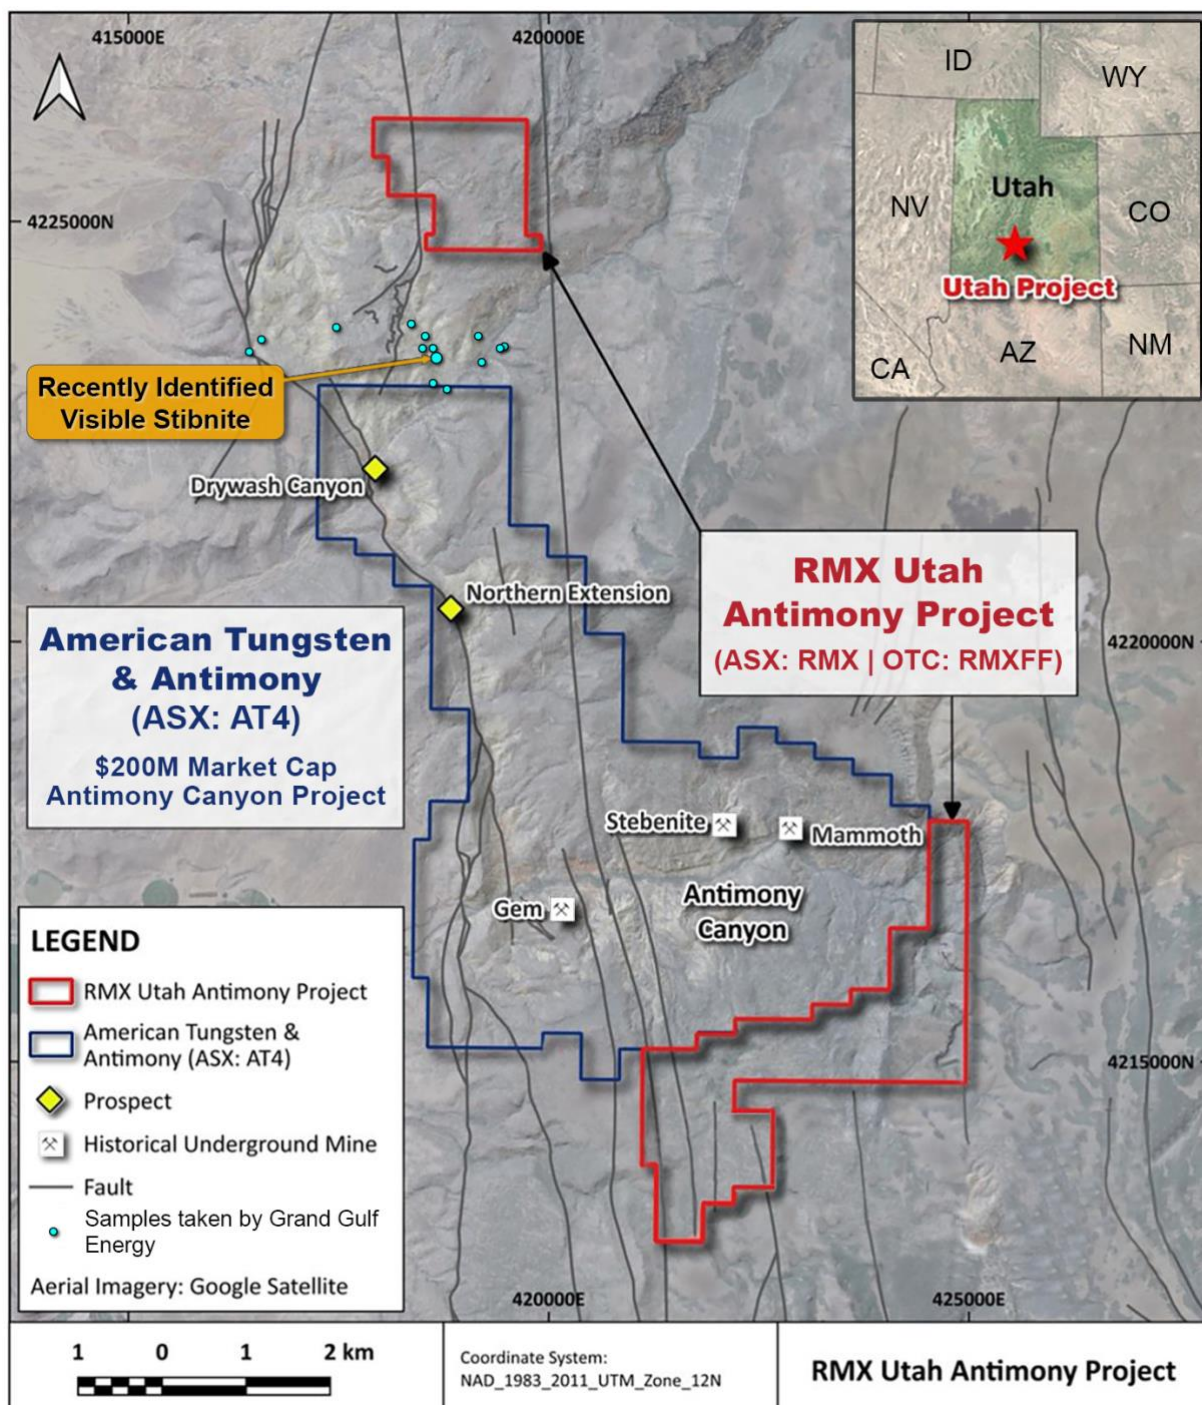 415000E
420000E
4225000N
ID
WY
Utah
NV
CO
Utah Project
CA
AZ
NM
Recently Identified
Visible Stibnite
Drywash Canyon
Northern Extension
RMX Utah
Antimony Project
(ASX: RMX | OTC: RMXFF)
4220000N
American Tungsten
& Antimony
(ASX: AT4)
$200M Market Cap
Antimony Canyon Project
Stebenite
Mammoth
Gem
Antimony
Canyon
LEGEND
RMX Utah Antimony Project
American Tungsten &
Antimony (ASX: AT4)
Prospect
Historical Underground Mine
Fault
Samples taken by Grand Gulf
Energy
Aerial Imagery: Google Satellite
4215000N
420000E
425000E
1 0 1 2 km
Coordinate System:
NAD_1983_2011_UTM_Zone_12N
RMX Utah Antimony Project